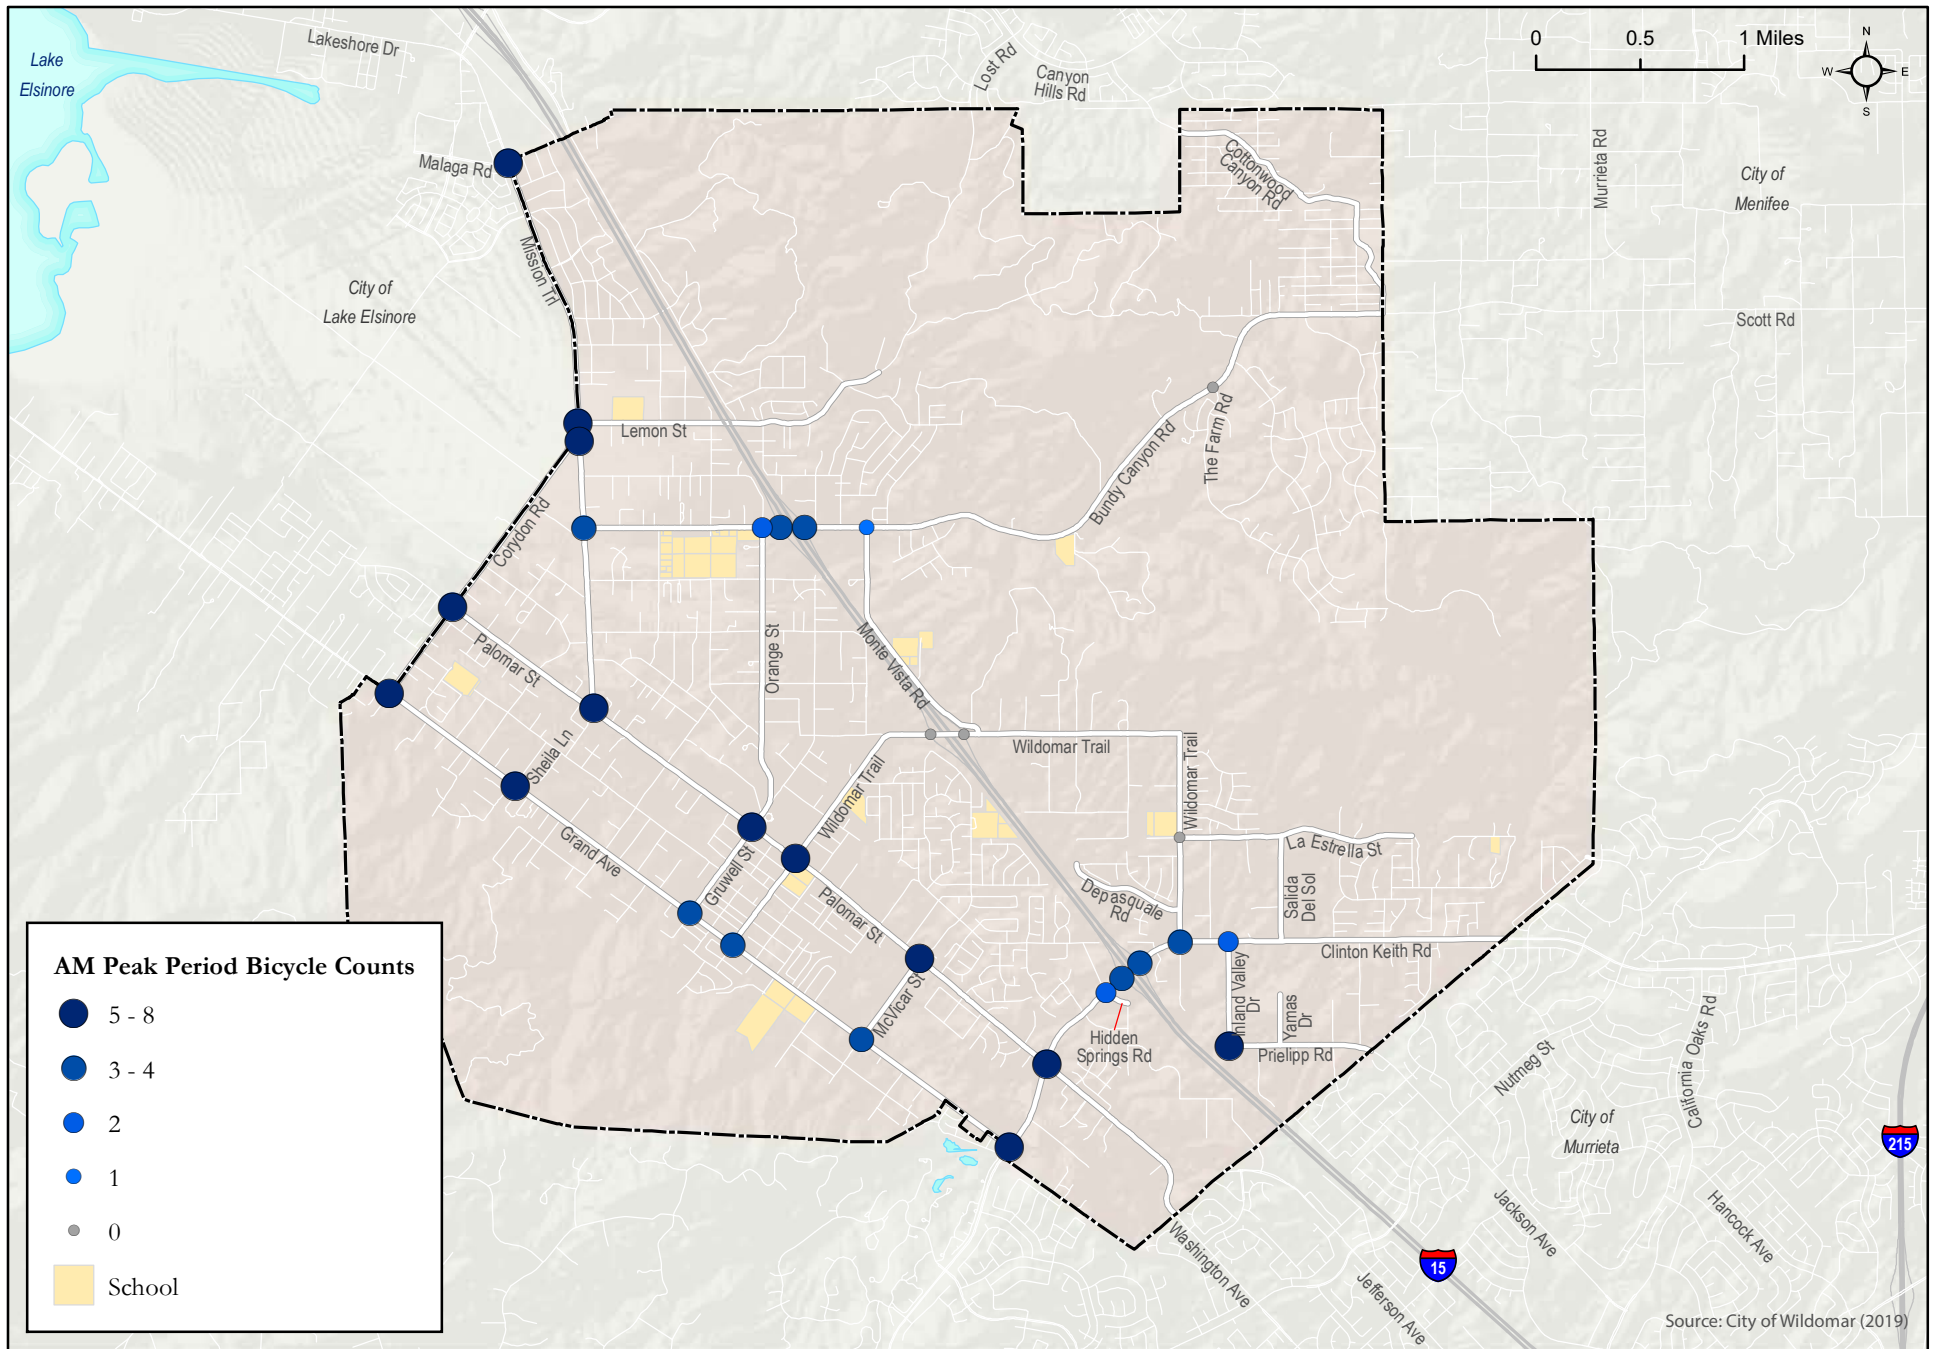 Lake
Elsinore
Lakeshore Dr
Lost Rd
Canyon
Hills Rd
0 0.5 1 Miles
N
W E
S
Malaga Rd
Cottonwood
Canyon Rd
Murrieta Rd
City of
Menifee
Mission Trl
City of
Lake Elsinore
Scott Rd
Lemon St
The Farm Rd
Bundy Canyon Rd
Corydon Rd
Palomar St
Orange St
Monte Vista Rd
Sheila Ln
Wildomar Trail
Wildomar Trail
Wildomar Trail
Grand Ave
Gruwell St
La Estrella St
Depasquale
Rd
Salida
Del Sol
Palomar St
Clinton Keith Rd
McVicar St
Inland Valley
Dr
Yamas
Dr
Hidden
Springs Rd
Prielipp Rd
Nutmeg St
California Oaks Rd
City of
Murrieta
215
Jackson Ave
Hancock Ave
Washington Ave
15
Jefferson Ave
AM Peak Period Bicycle Counts
5 - 8
3 - 4
2
1
0
School
Source: City of Wildomar (2019)